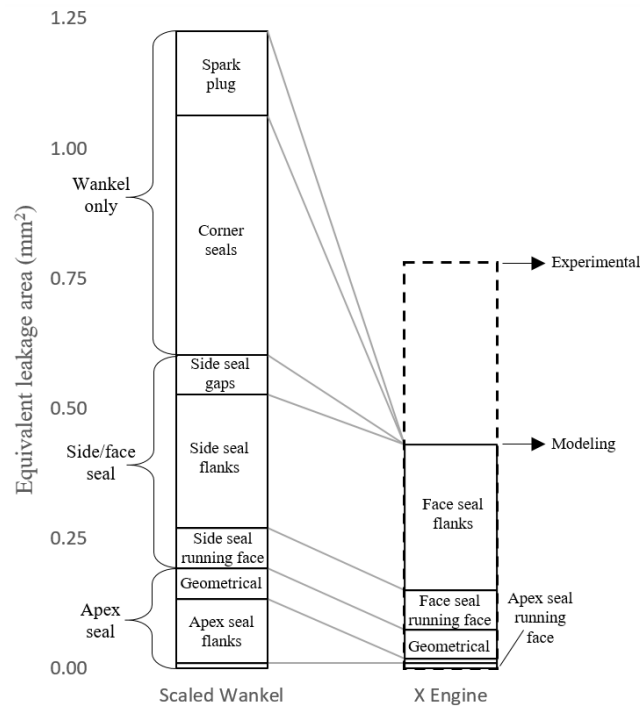 1.25
1.00
0.75
0.50
0.25
0.00
Equivalent leakage area (mm²)
Wankel
only
Side/face
seal
Apex
seal
Spark
plug
Corner
seals
Side seal
gaps
Side seal
flanks
Side seal
running face
Geometrical
Apex seal
flanks
Experimental
Modeling
Face seal
flanks
Face seal
running face
Geometrical
Apex seal
running
face
Scaled Wankel
X Engine